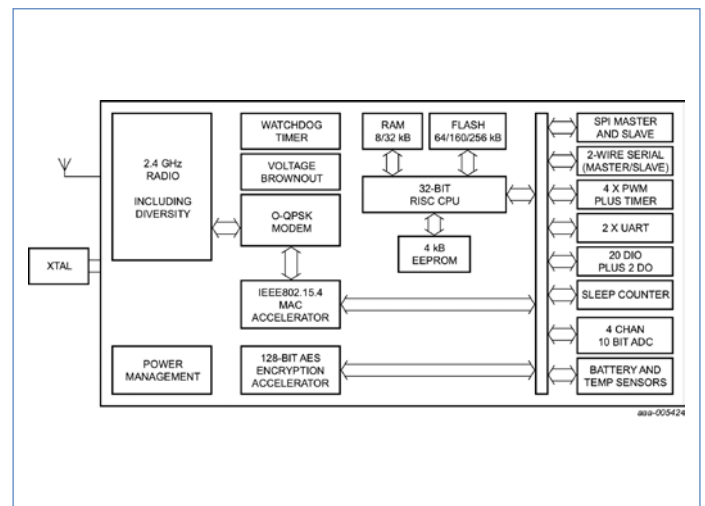 2.4 GHz
RADIO
INCLUDING
DIVERSITY
XTAL
POWER
MANAGEMENT
WATCHDOG
TIMER
VOLTAGE
BROWNOUT
O-QPSK
MODEM
IEEE802.15.4
MAC
ACCELERATOR
128-BIT AES
ENCRYPTION
ACCELERATOR
RAM
8/32 kB
FLASH
64/160/256 kB
32-BIT
RISC CPU
4 kB
EEPROM
SPI MASTER
AND SLAVE
2-WIRE SERIAL
(MASTER/SLAVE)
4 X PWM
PLUS TIMER
2 X UART
20 DIO
PLUS 2 DO
SLEEP COUNTER
4 CHAN
10 BIT ADC
BATTERY AND
TEMP SENSORS
aaa-005424